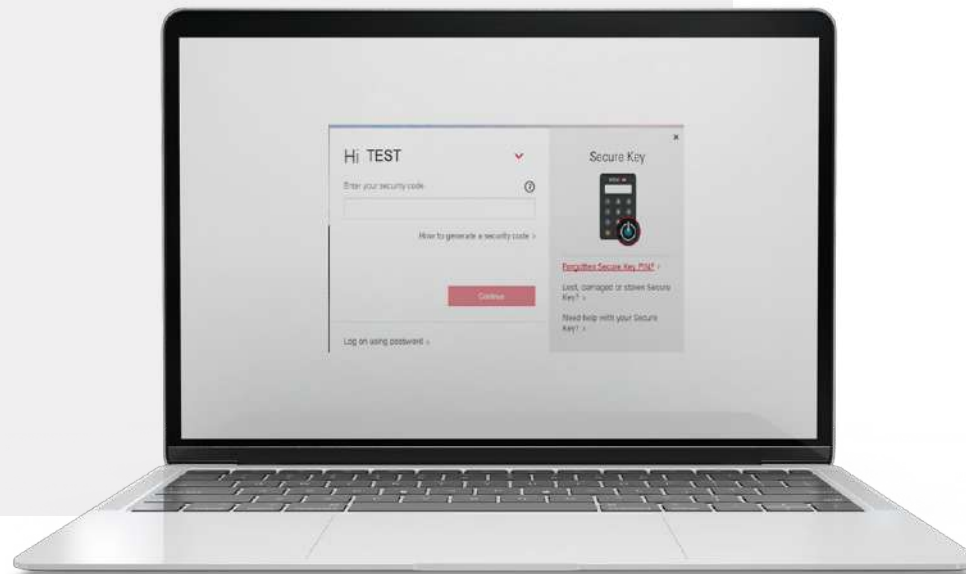 Hi TEST
Enter your security code
How to generate a security code >
Continue
Log on using password >
×
Secure Key
Forgotten Secure Key PIN? >
Lost, damaged or stolen Secure
Key? >
Need help with your Secure
Key? >